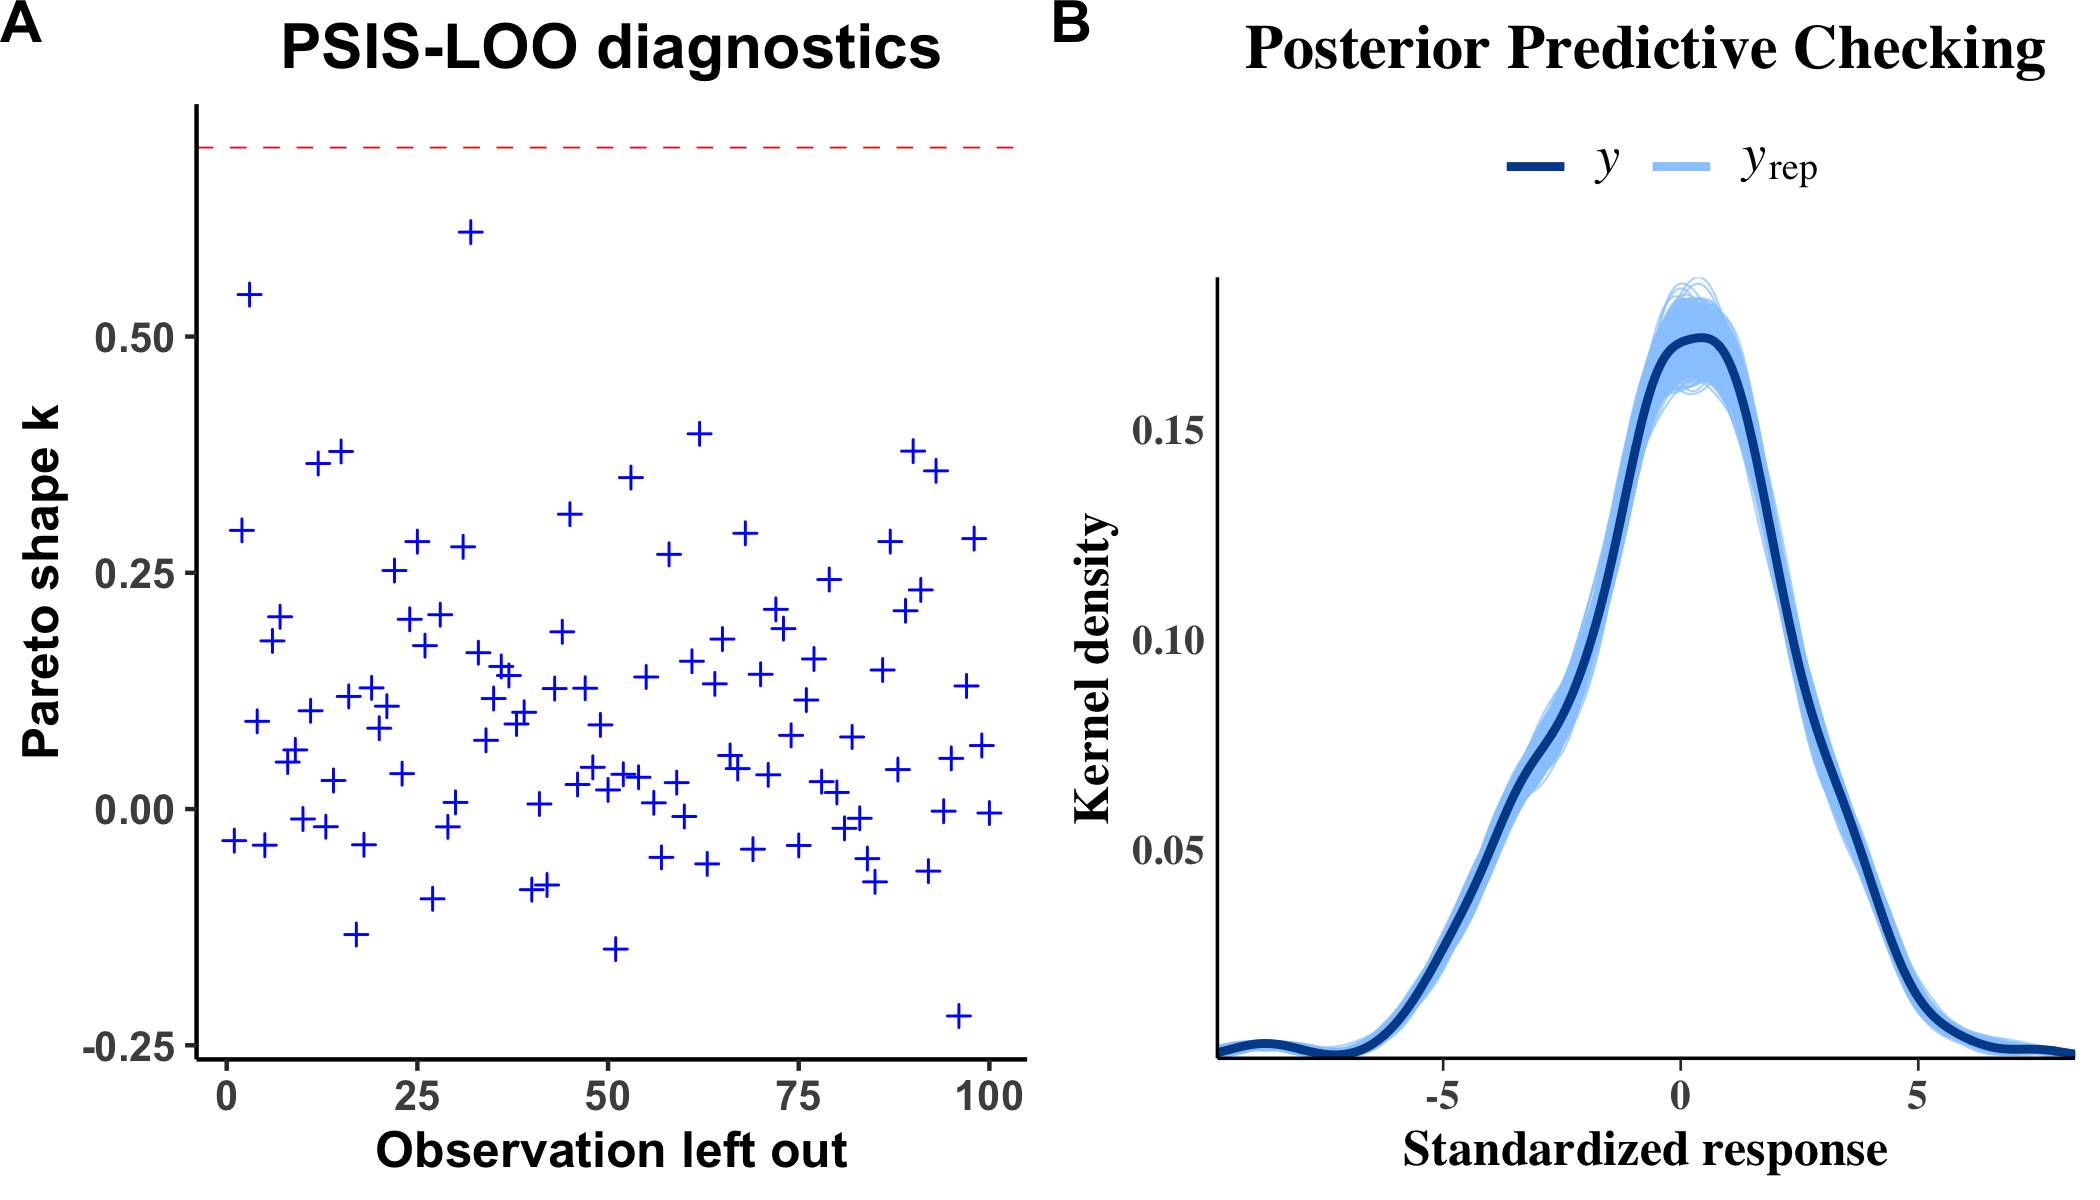 A
PSIS-LOO diagnostics
Pareto shape k
0.50
0.25
0.00
-0.25
0
25
50
75
100
Observation left out
B
Posterior Predictive Checking
y
yrep
Kernel density
0.15
0.10
0.05
-5
0
5
Standardized response